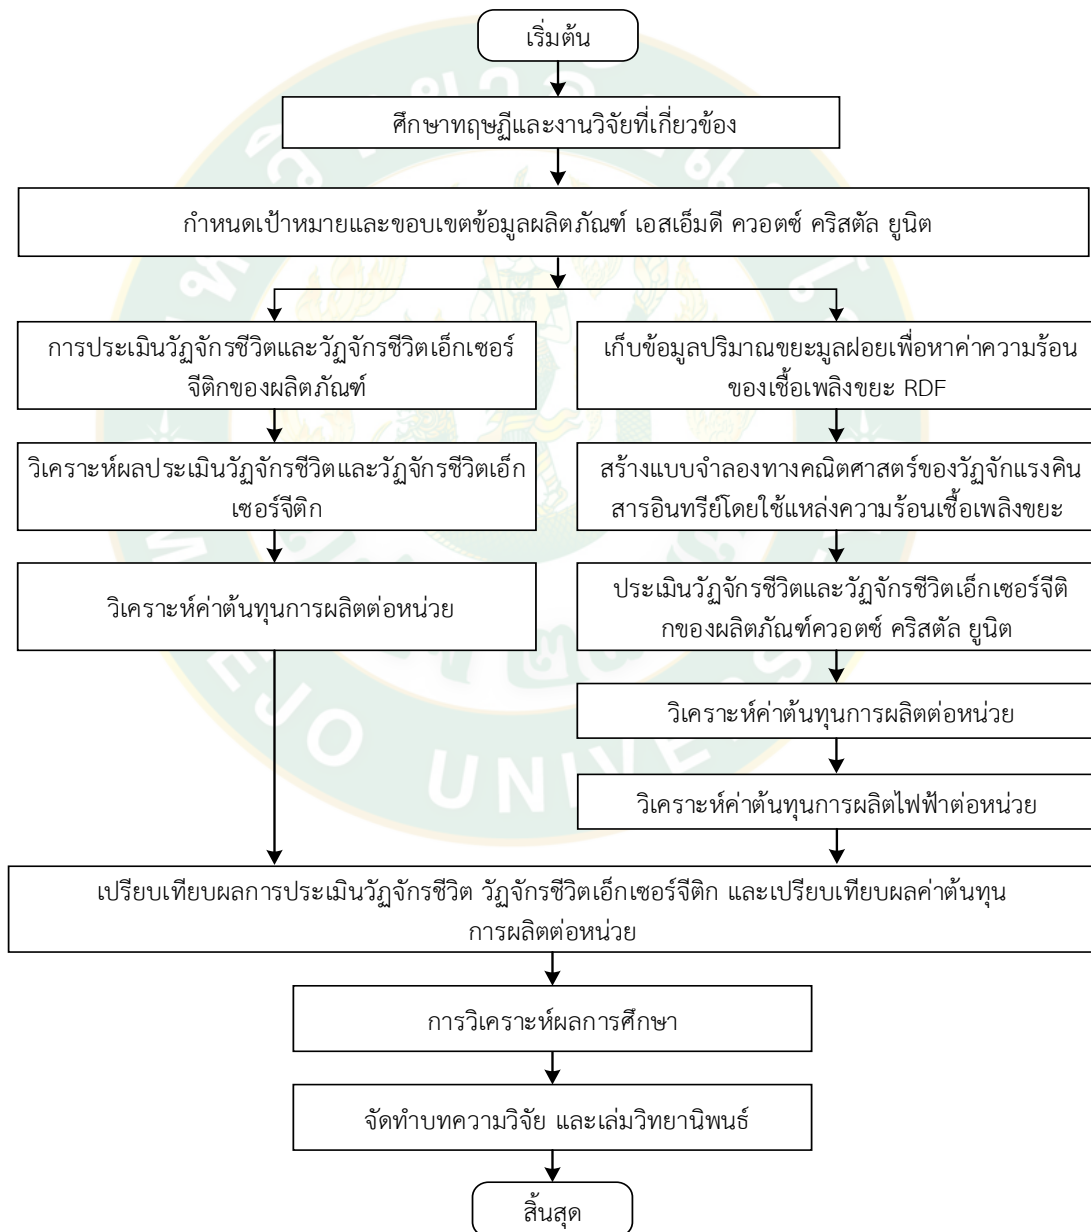 เริ่มต้น
ศึกษาทฤษฎีและงานวิจัยที่เกี่ยวข้อง
กำหนดเป้าหมายและขอบเขตข้อมูลผลิตภัณฑ์ เอสเอ็มดี ควอตซ์ คริสตัล ยูนิต
การประเมินวัฏจักรชีวิตและวัฏจักรชีวิตเอ็กเซอร์
จีติกของผลิตภัณฑ์
วิเคราะห์ผลประเมินวัฏจักรชีวิตและวัฏจักรชีวิตเอ็ก
เซอร์จีติก
วิเคราะห์ค่าต้นทุนการผลิตต่อหน่วย
เก็บข้อมูลปริมาณขยะมูลฝอยเพื่อหาค่าความร้อน
ของเชื้อเพลิงขยะ RDF
สร้างแบบจำลองทางคณิตศาสตร์ของวัฏจักแรงคิน
สารอินทรีย์โดยใช้แหล่งความร้อนเชื้อเพลิงขยะ
ประเมินวัฏจักรชีวิตและวัฏจักรชีวิตเอ็กเซอร์จีติ
กของผลิตภัณฑ์ควอตซ์ คริสตัล ยูนิต
วิเคราะห์ค่าต้นทุนการผลิตต่อหน่วย
วิเคราะห์ค่าต้นทุนการผลิตไฟฟ้าต่อหน่วย
เปรียบเทียบผลการประเมินวัฏจักรชีวิต วัฏจักรชีวิตเอ็กเซอร์จีติก และเปรียบเทียบผลค่าต้นทุน
การผลิตต่อหน่วย
การวิเคราะห์ผลการศึกษา
จัดทำบทความวิจัย และเล่มวิทยานิพนธ์
สิ้นสุด